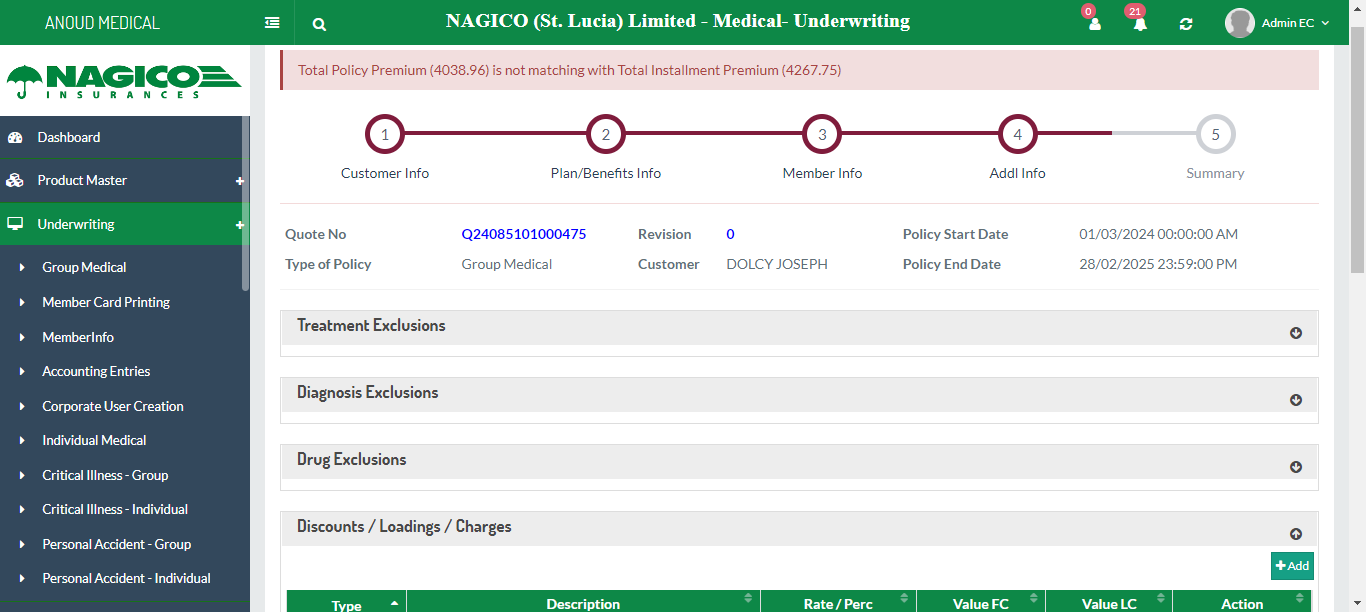 ANOUD MEDICAL
NAGICO (St. Lucia) Limited - Medical- Underwriting
0
21
Admin EC
NAGICO
INSURANCES
Dashboard
Product Master
Underwriting
Group Medical
Member Card Printing
MemberInfo
Accounting Entries
Corporate User Creation
Individual Medical
Critical Illness - Group
Critical Illness - Individual
Personal Accident - Group
Personal Accident - Individual
Total Policy Premium (4038.96) is not matching with Total Installment Premium (4267.75)
1 2 3 4 5
Customer Info Plan/Benefits Info Member Info Addl Info Summary
Quote No Q24085101000475 Revision 0 Policy Start Date 01/03/2024 00:00:00 AM
Type of Policy Group Medical Customer DOLCY JOSEPH Policy End Date 28/02/2025 23:59:00 PM
Treatment Exclusions
Diagnosis Exclusions
Drug Exclusions
Discounts / Loadings / Charges
Add
Type Description Rate / Perc Value FC Value LC Action